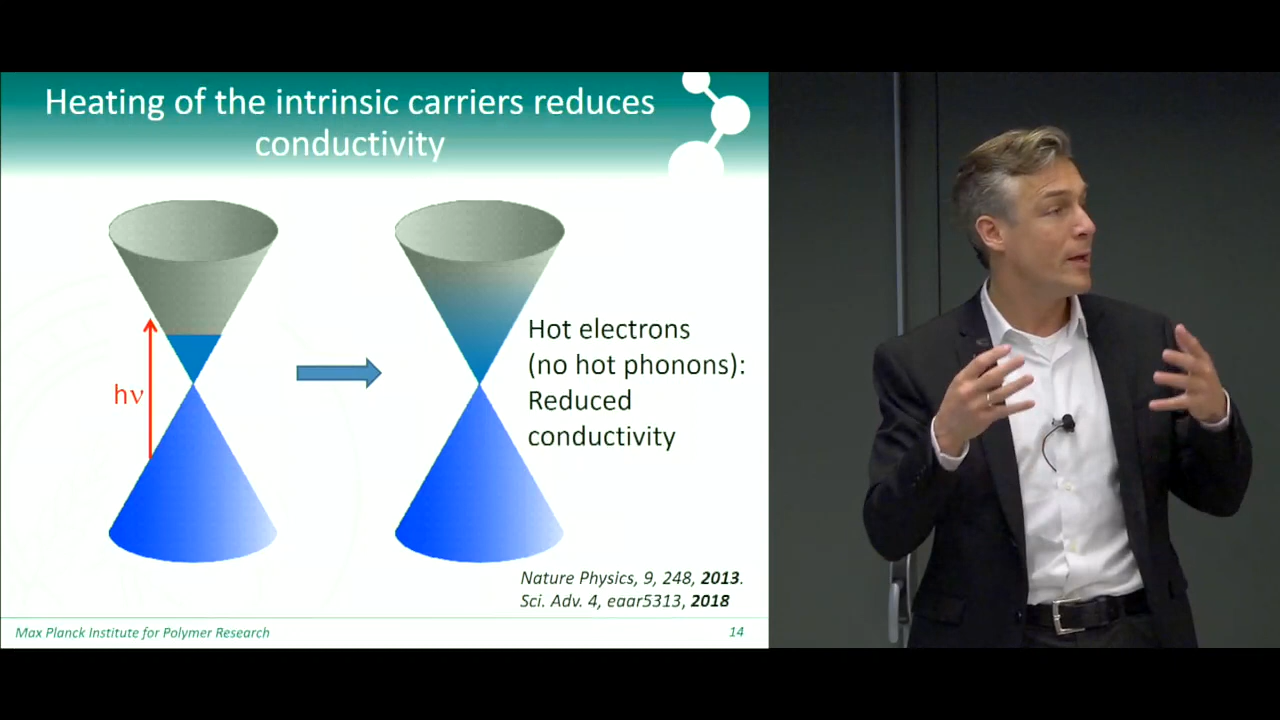 Heating of the intrinsic carriers reduces
conductivity
hν
Hot electrons
(no hot phonons):
Reduced
conductivity
Nature Physics, 9, 248, 2013.
Sci. Adv. 4, eaar5313, 2018
Max Planck Institute for Polymer Research
14